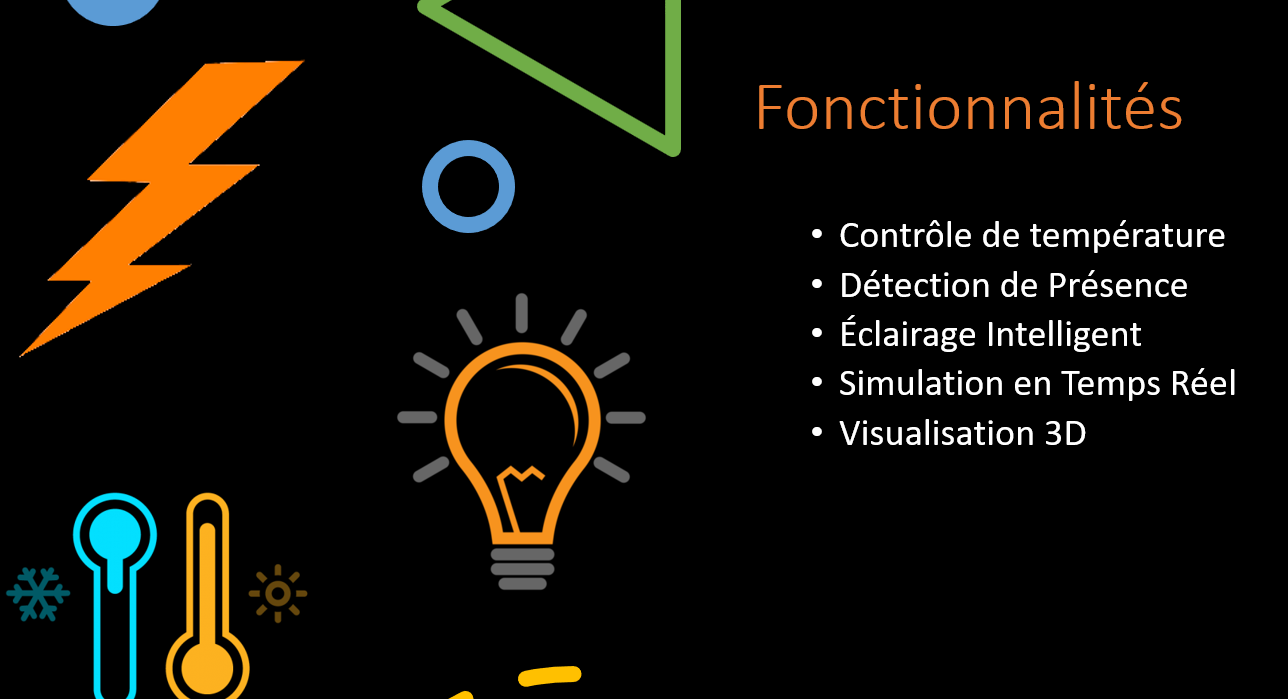 Fonctionnalités
• Contrôle de température
• Détection de Présence
• Éclairage Intelligent
• Simulation en Temps Réel
• Visualisation 3D